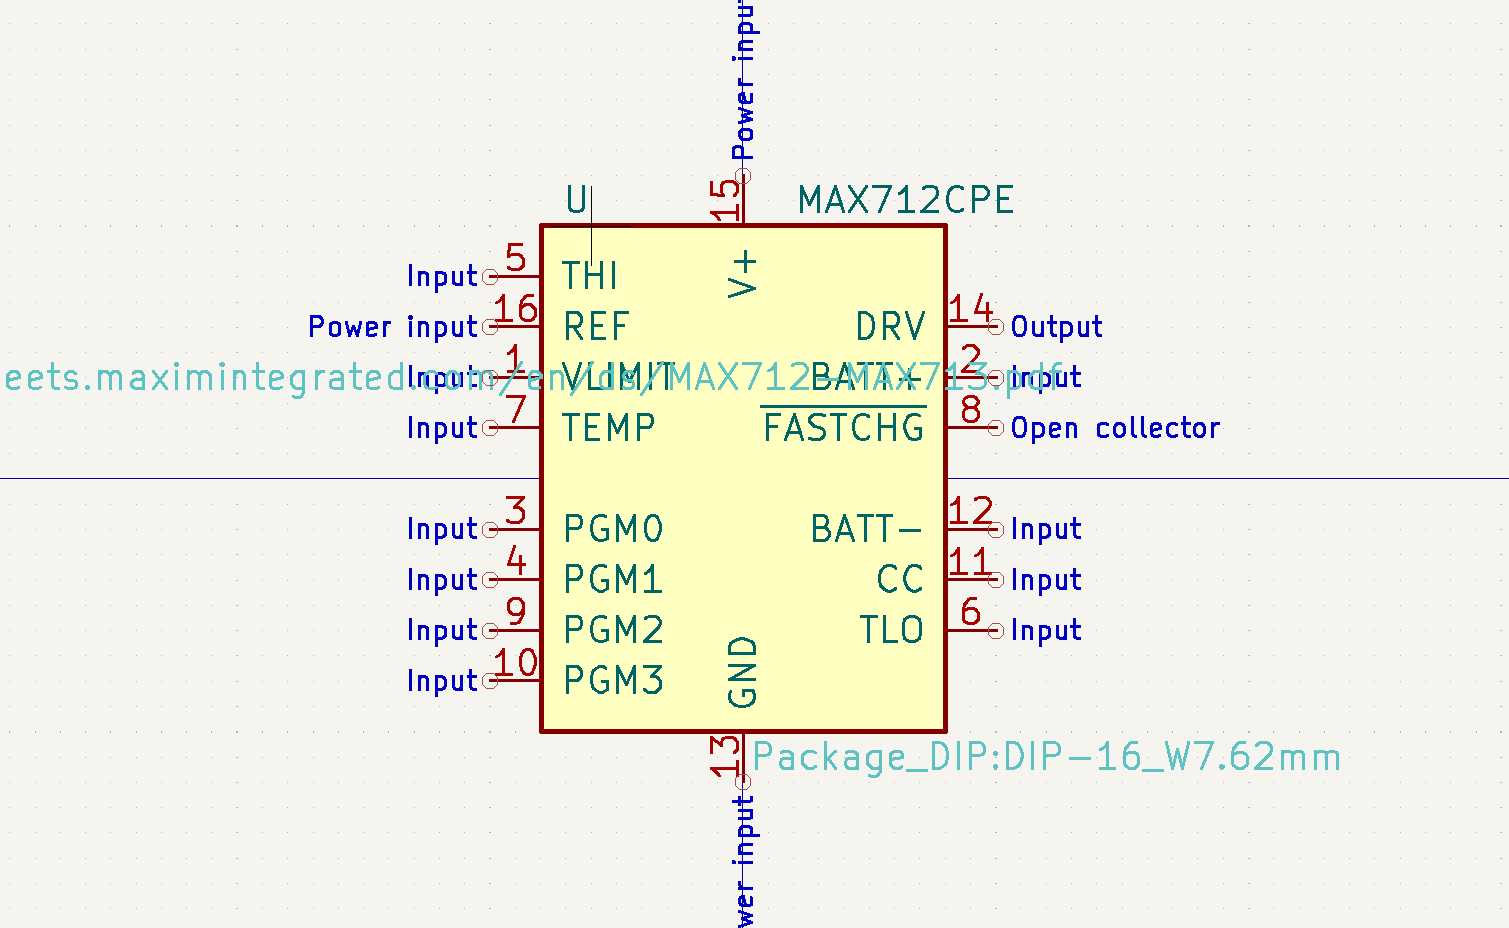 Power input
15
U MAX712CPE
V+
Input 5 THI
Power input 16 REF DRV 14 Output
Input 1 VLIMIT BATT+ 2 Input
eets.maximintegrated.com/en/ds/MAX712-MAX713.pdf
Input 7 TEMP FASTCHG 8 Open collector
Input 3 PGM0 BATT- 12 Input
Input 4 PGM1 CC 11 Input
Input 9 PGM2 TLO 6 Input
Input 10 PGM3
GND
13
Package_DIP:DIP-16_W7.62mm
wer input